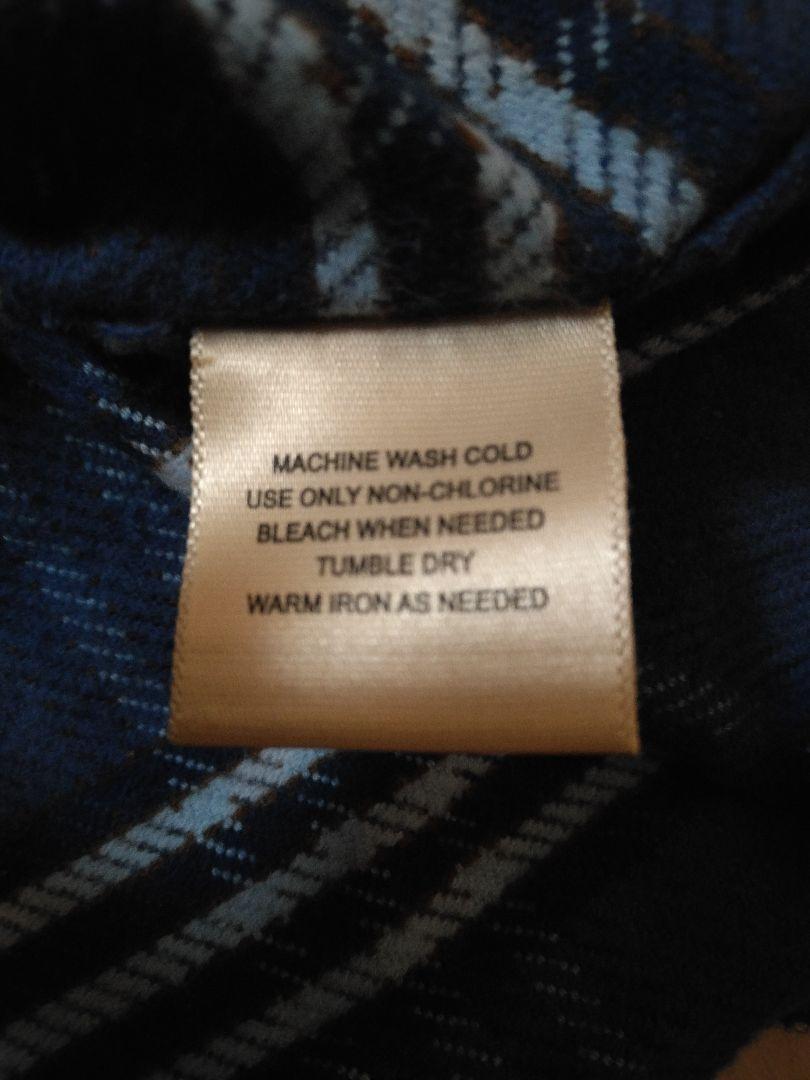 MACHINE WASH COLD
USE ONLY NON-CHLORINE
BLEACH WHEN NEEDED
TUMBLE DRY
WARM IRON AS NEEDED